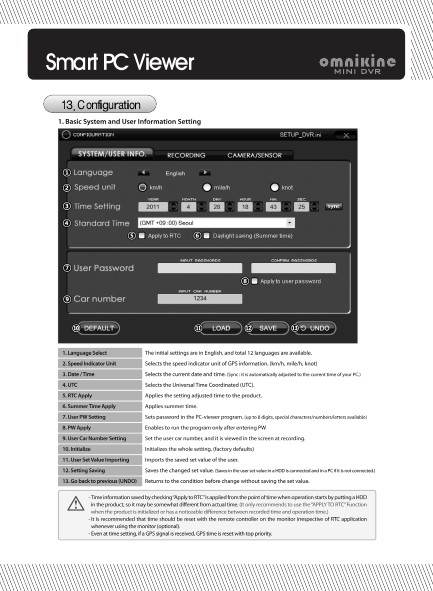 Smart PC Viewer
omnikine
MINI DVR
13. Configuration
1. Basic System and User Information Setting
CONFIGURATION
SETUP_DVR.ini
SYSTEM/USER INFO.
RECORDING
CAMERA/SENSOR
① Language
English
② Speed unit
km/h
mile/h
knot
YEAR
MONTH
DAY
HOUR
MIN.
SEC
③ Time Setting
2011
4
28
18
43
25
sync
④ Standard Time
(GMT +09:00) Seoul
⑤ Apply to RTC
⑥ Daylight saving (Summer time)
INPUT PASSWORDS
CONFIRM PASSWORDS
⑦ User Password
⑧ Apply to user password
INPUT CAR NUMBER
⑨ Car number
1234
⑩ DEFAULT
⑪ LOAD
⑫ SAVE
⑬ UNDO
1. Language Select
The initial settings are in English, and total 12 languages are available.
2. Speed Indicator Unit
Selects the speed indicator unit of GPS information. (km/h, mile/h, knot)
3. Date / Time
Selects the current date and time. (Sync : it is automatically adjusted to the current time of your PC.)
4. UTC
Selects the Universal Time Coordinated (UTC).
5. RTC Apply
Applies the setting adjusted time to the product.
6. Summer Time Apply
Applies summer time.
7. User PW Setting
Sets password in the PC-viewer program. (up to 8 digits, special characters/numbers/letters available)
8. PW Apply
Enables to run the program only after entering PW
9. User Car Number Setting
Set the user car number, and it is viewed in the screen at recording.
10. Initialize
Initializes the whole setting. (factory defaults)
11. User Set Value Importing
Imports the saved set value of the user.
12. Setting Saving
Saves the changed set value. (Saves in the user set value in a HDD is connected and in a PC if it is not connected.)
13. Go back to previous (UNDO)
Returns to the condition before change without saving the set value.
- Time information saved by checking "Apply to RTC" is applied from the point of time when operation starts by putting a HDD
in the product, so it may be somewhat different from actual time. (It only recommends to use the "APPLY TO RTC" Function
when the product is initialized or has a noticeable difference between recorded time and operation time.)
- It is recommended that time should be reset with the remote controller on the monitor irrespective of RTC application
whenever using the monitor (optional).
- Even at time setting, if a GPS signal is received, GPS time is reset with top priority.